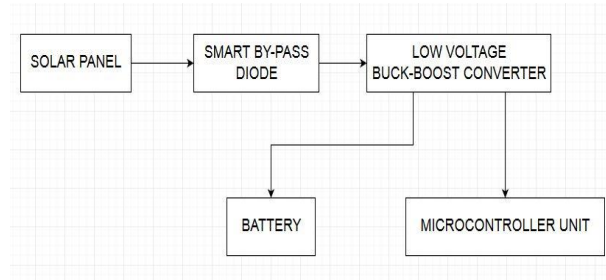 SOLAR PANEL
SMART BY-PASS
DIODE
LOW VOLTAGE
BUCK-BOOST CONVERTER
BATTERY
MICROCONTROLLER UNIT